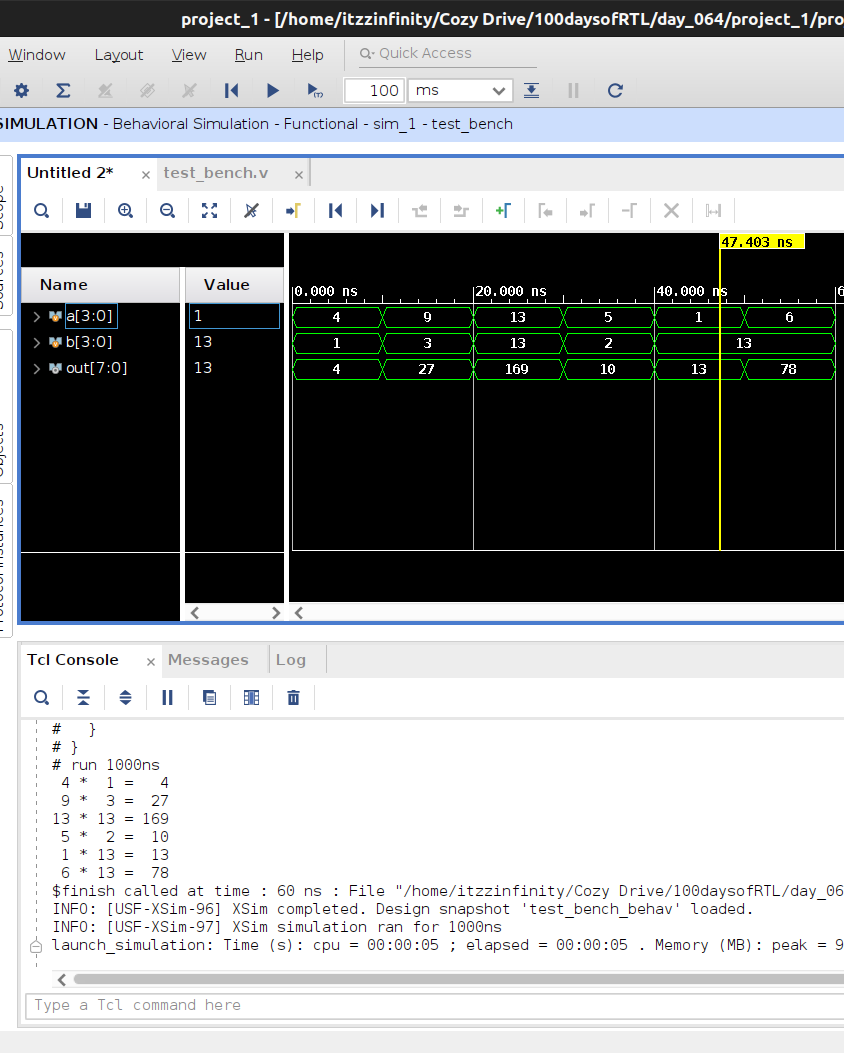 project_1 - [/home/itzzinfinity/Cozy Drive/100daysofRTL/day_064/project_1/pro
Window Layout View Run Help Quick Access
100 ms
SIMULATION - Behavioral Simulation - Functional - sim_1 - test_bench
Scope
Sources
Objects
Protocol Instances
Untitled 2* × test_bench.v ×
47.403 ns
Name Value
0.000 ns 20.000 ns 40.000 ns 6
a[3:0] 1 4 9 13 5 1 6
b[3:0] 13 1 3 13 2 13
out[7:0] 13 4 27 169 10 13 78
Tcl Console × Messages Log
#   }
# }
# run 1000ns
 4 *  1 =   4
 9 *  3 =  27
13 * 13 = 169
 5 *  2 =  10
 1 * 13 =  13
 6 * 13 =  78
$finish called at time : 60 ns : File "/home/itzzinfinity/Cozy Drive/100daysofRTL/day_06
INFO: [USF-XSim-96] XSim completed. Design snapshot 'test_bench_behav' loaded.
INFO: [USF-XSim-97] XSim simulation ran for 1000ns
launch_simulation: Time (s): cpu = 00:00:05 ; elapsed = 00:00:05 . Memory (MB): peak = 9
Type a Tcl command here